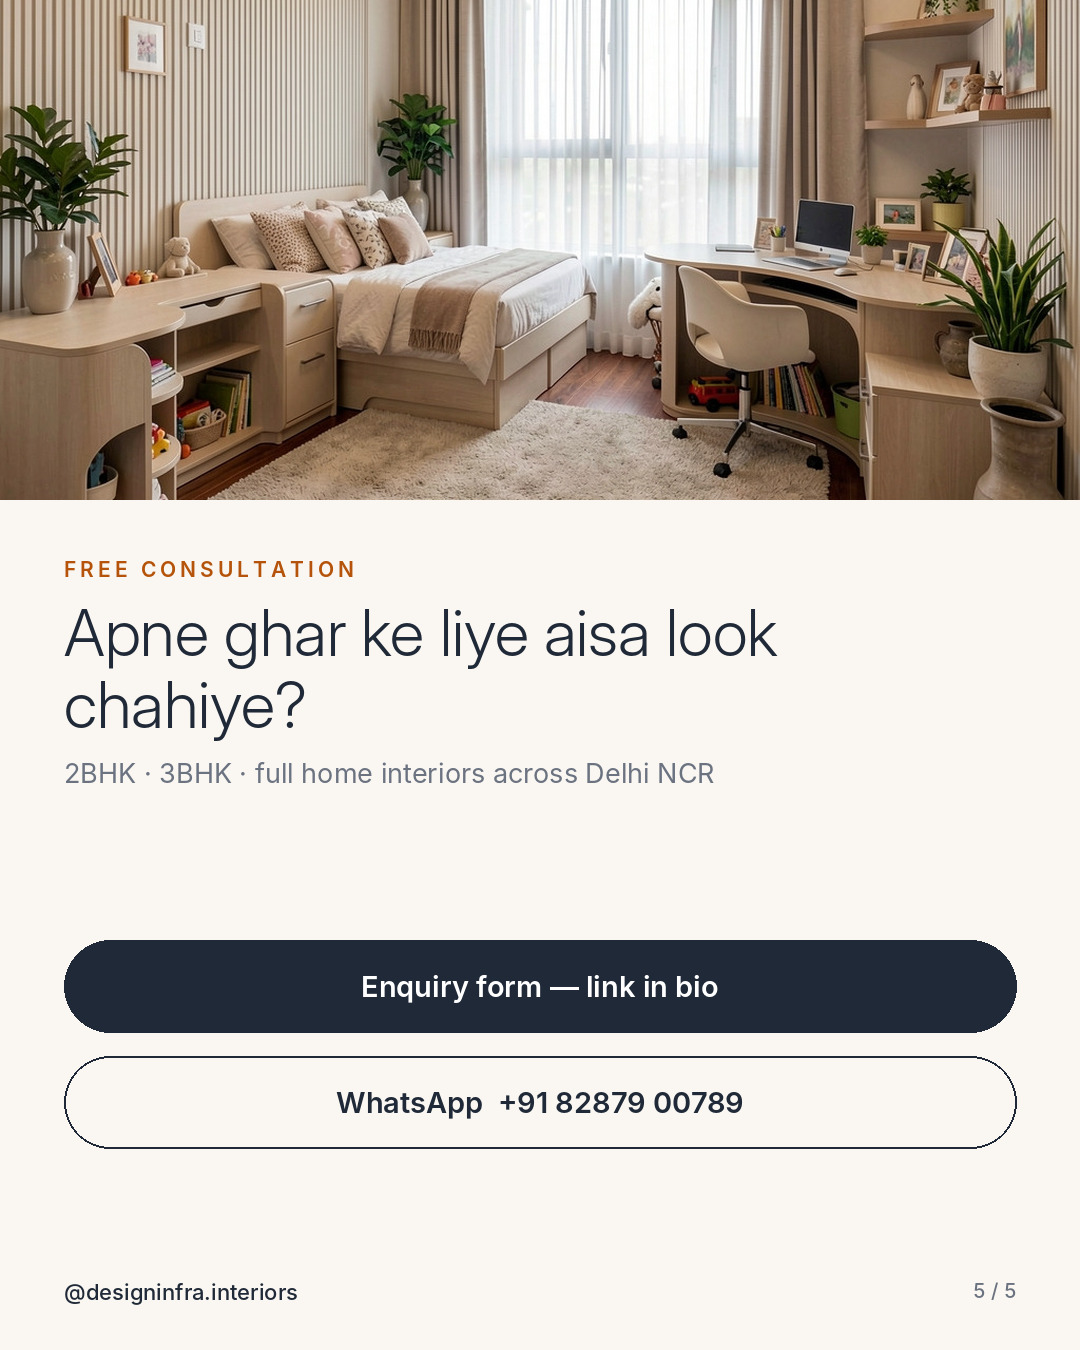 FREE CONSULTATION
Apne ghar ke liye aisa look
chahiye?
2BHK · 3BHK · full home interiors across Delhi NCR
Enquiry form — link in bio
WhatsApp +91 82879 00789
@designinfra.interiors
5 / 5